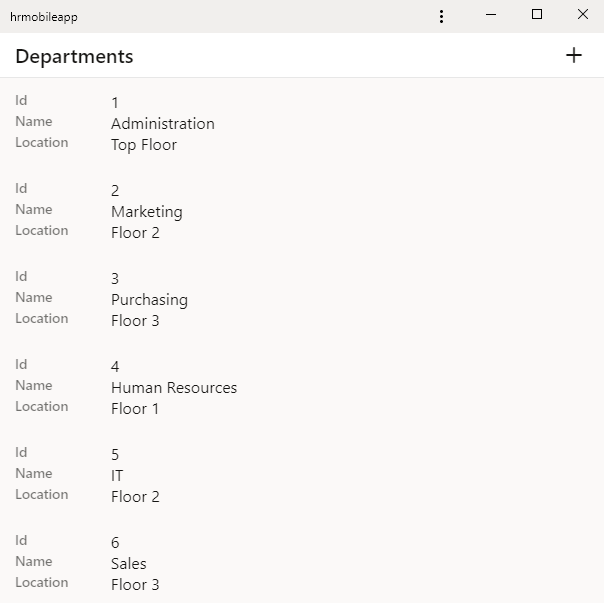 hrmobileapp
Departments
Id 1
Name Administration
Location Top Floor
Id 2
Name Marketing
Location Floor 2
Id 3
Name Purchasing
Location Floor 3
Id 4
Name Human Resources
Location Floor 1
Id 5
Name IT
Location Floor 2
Id 6
Name Sales
Location Floor 3